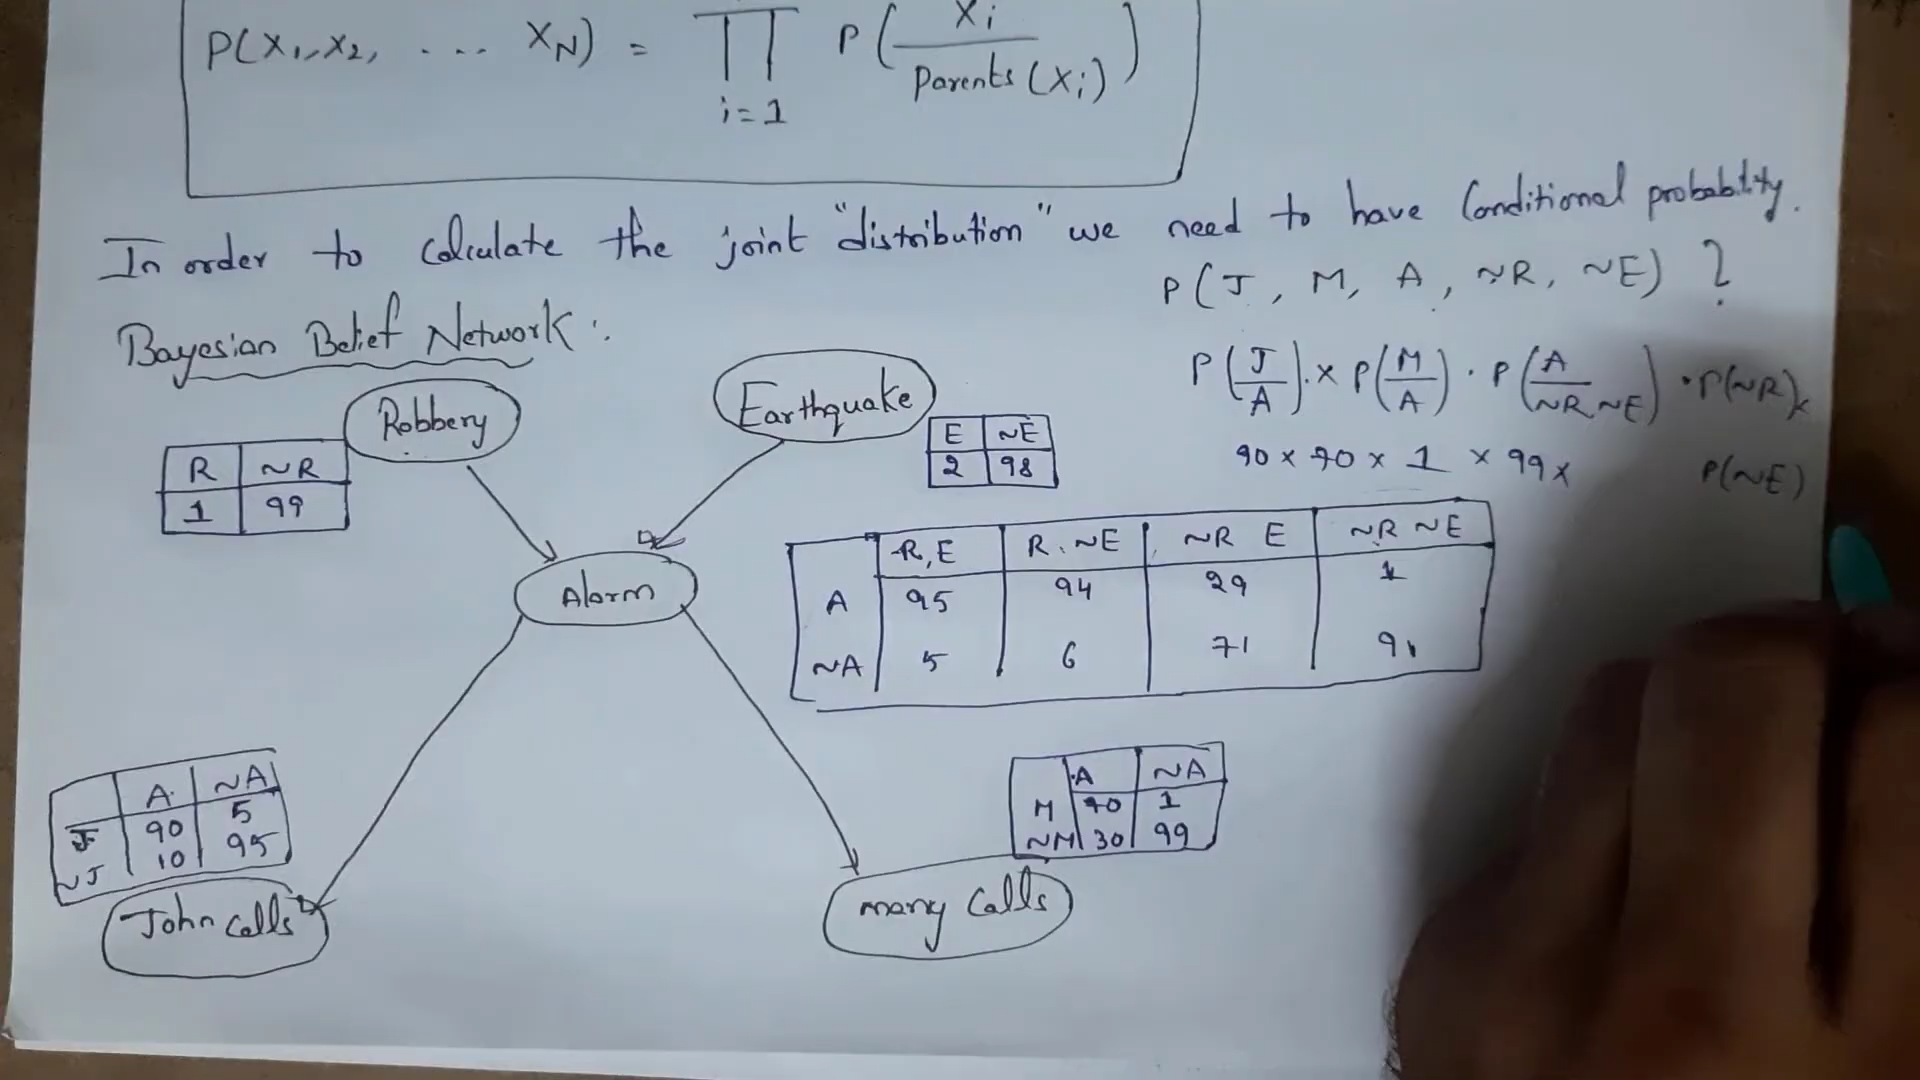 P(X1, X2, .... XN) = ∏ i=1 P( Xi / Parents (Xi) )
In order to calculate the joint "distribution" we need to have Conditional probability.
P(J, M, A, ~R, ~E) ?
Bayesian Belief Network:
P(J/A) . x P(M/A) . P(A/~R ~E) . P(~R) x
90 x 70 x 1 x 99 x P(~E)
Robbery
R ~R
1 99
Earthquake
E ~E
2 98
Alarm
R, E R. ~E ~R E ~R ~E
A 95 94 29 1
~A 5 6 71
A ~A
J 90 5
~J 10 95
John calls
A ~A
M 70 1
~M 30 99
many calls